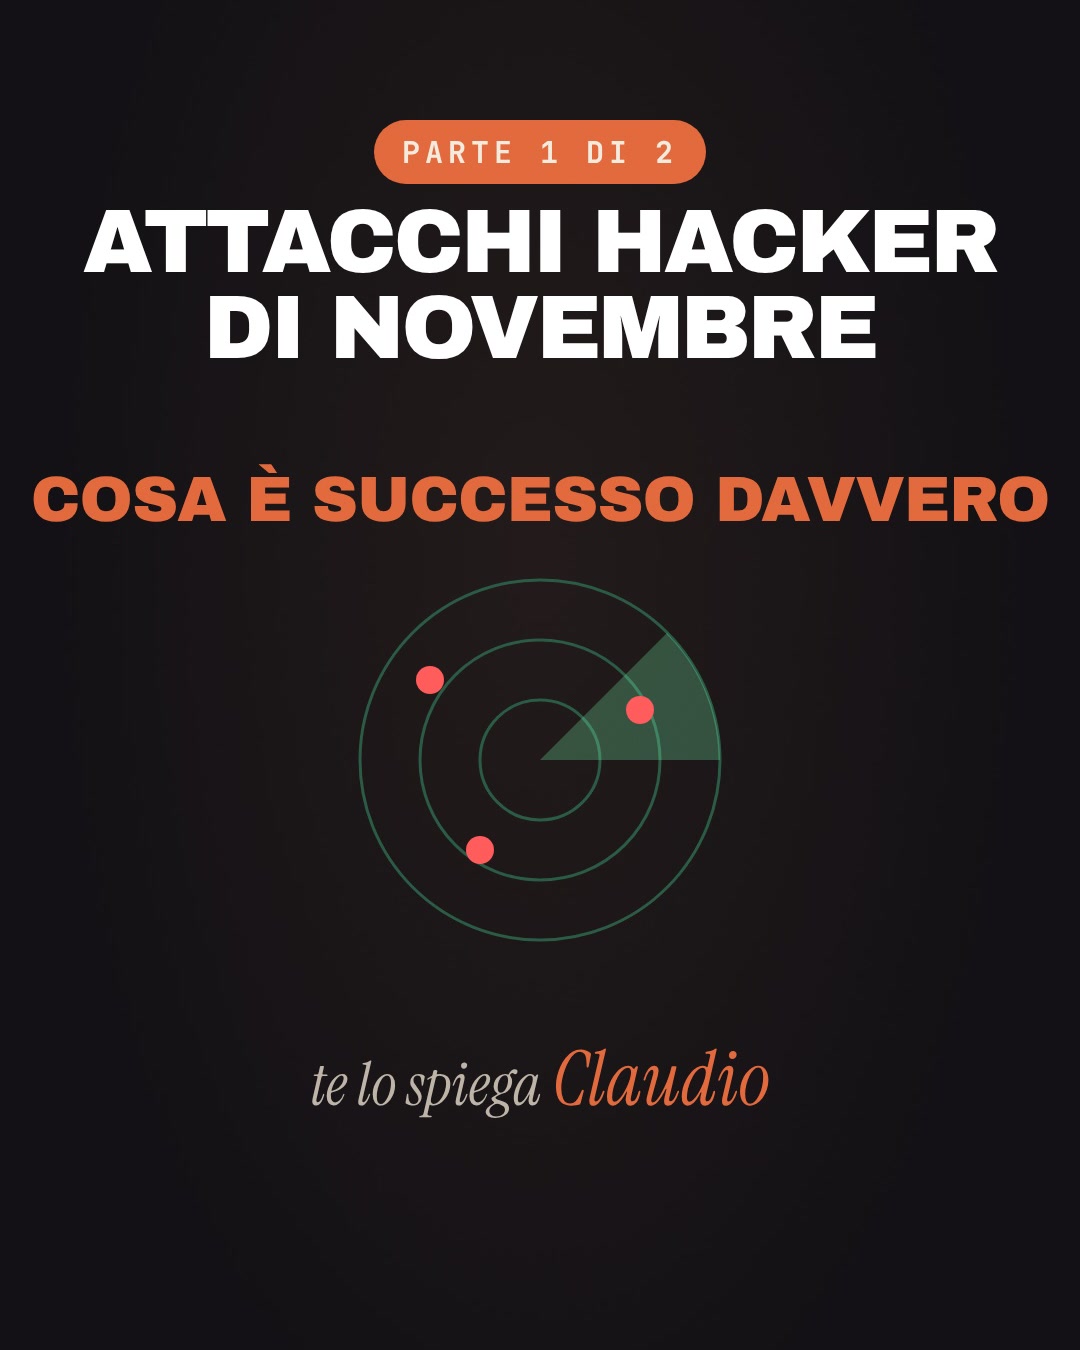 PARTE 1 DI 2
ATTACCHI HACKER
DI NOVEMBRE
COSA È SUCCESSO DAVVERO
te lo spiega Claudio